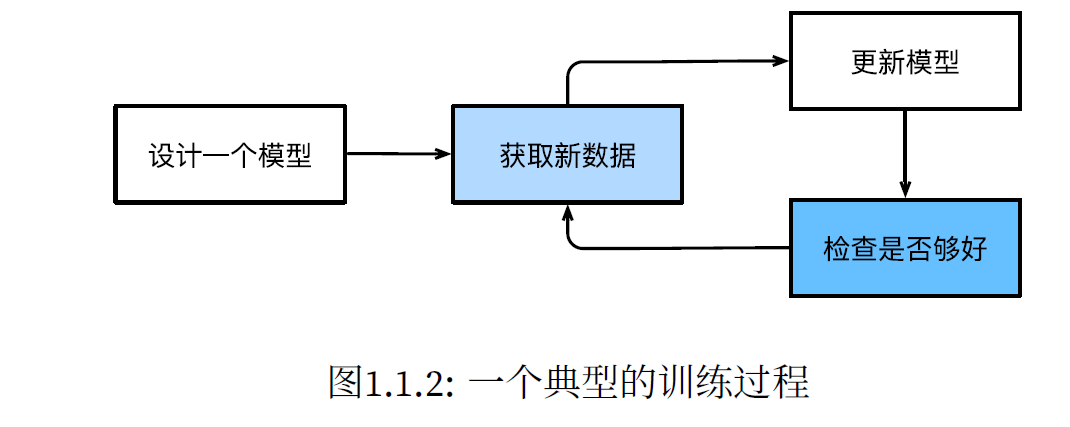 设计一个模型
获取新数据
更新模型
检查是否够好
图1.1.2: 一个典型的训练过程